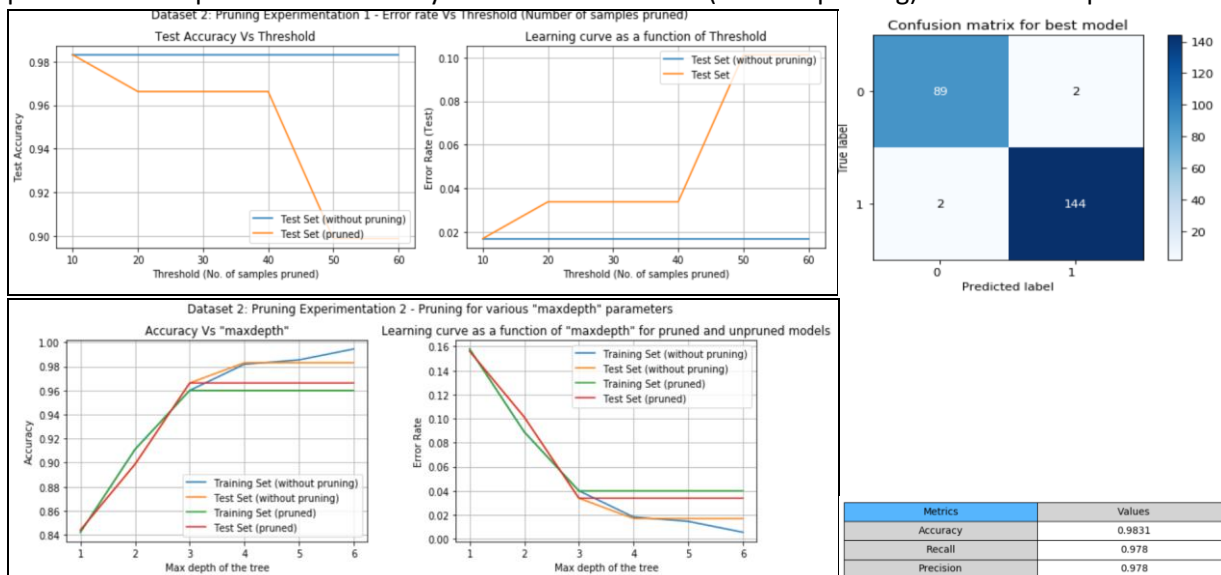 Dataset 2: Pruning Experimentation 1 - Error rate Vs Threshold (Number of samples pruned)
Test Accuracy Vs Threshold
0.98
0.96
0.94
0.92
0.90
Test Accuracy
Test Set (without pruning)
Test Set (pruned)
10 20 30 40 50 60
Threshold (No. of samples pruned)
Learning curve as a function of Threshold
0.10
0.08
0.06
0.04
0.02
Error Rate (Test)
Test Set (without pruning)
Test Set
10 20 30 40 50 60
Threshold (No. of samples pruned)
Confusion matrix for best model
0
1
True label
89 2
2 144
0 1
Predicted label
140
120
100
80
60
40
20
Dataset 2: Pruning Experimentation 2 - Pruning for various "maxdepth" parameters
Accuracy Vs "maxdepth"
1.00
0.98
0.96
0.94
0.92
0.90
0.88
0.86
0.84
Accuracy
Training Set (without pruning)
Test Set (without pruning)
Training Set (pruned)
Test Set (pruned)
1 2 3 4 5 6
Max depth of the tree
Learning curve as a function of "maxdepth" for pruned and unpruned models
0.16
0.14
0.12
0.10
0.08
0.06
0.04
0.02
0.00
Error Rate
Training Set (without pruning)
Test Set (without pruning)
Training Set (pruned)
Test Set (pruned)
1 2 3 4 5 6
Max depth of the tree
Metrics Values
Accuracy 0.9831
Recall 0.978
Precision 0.978